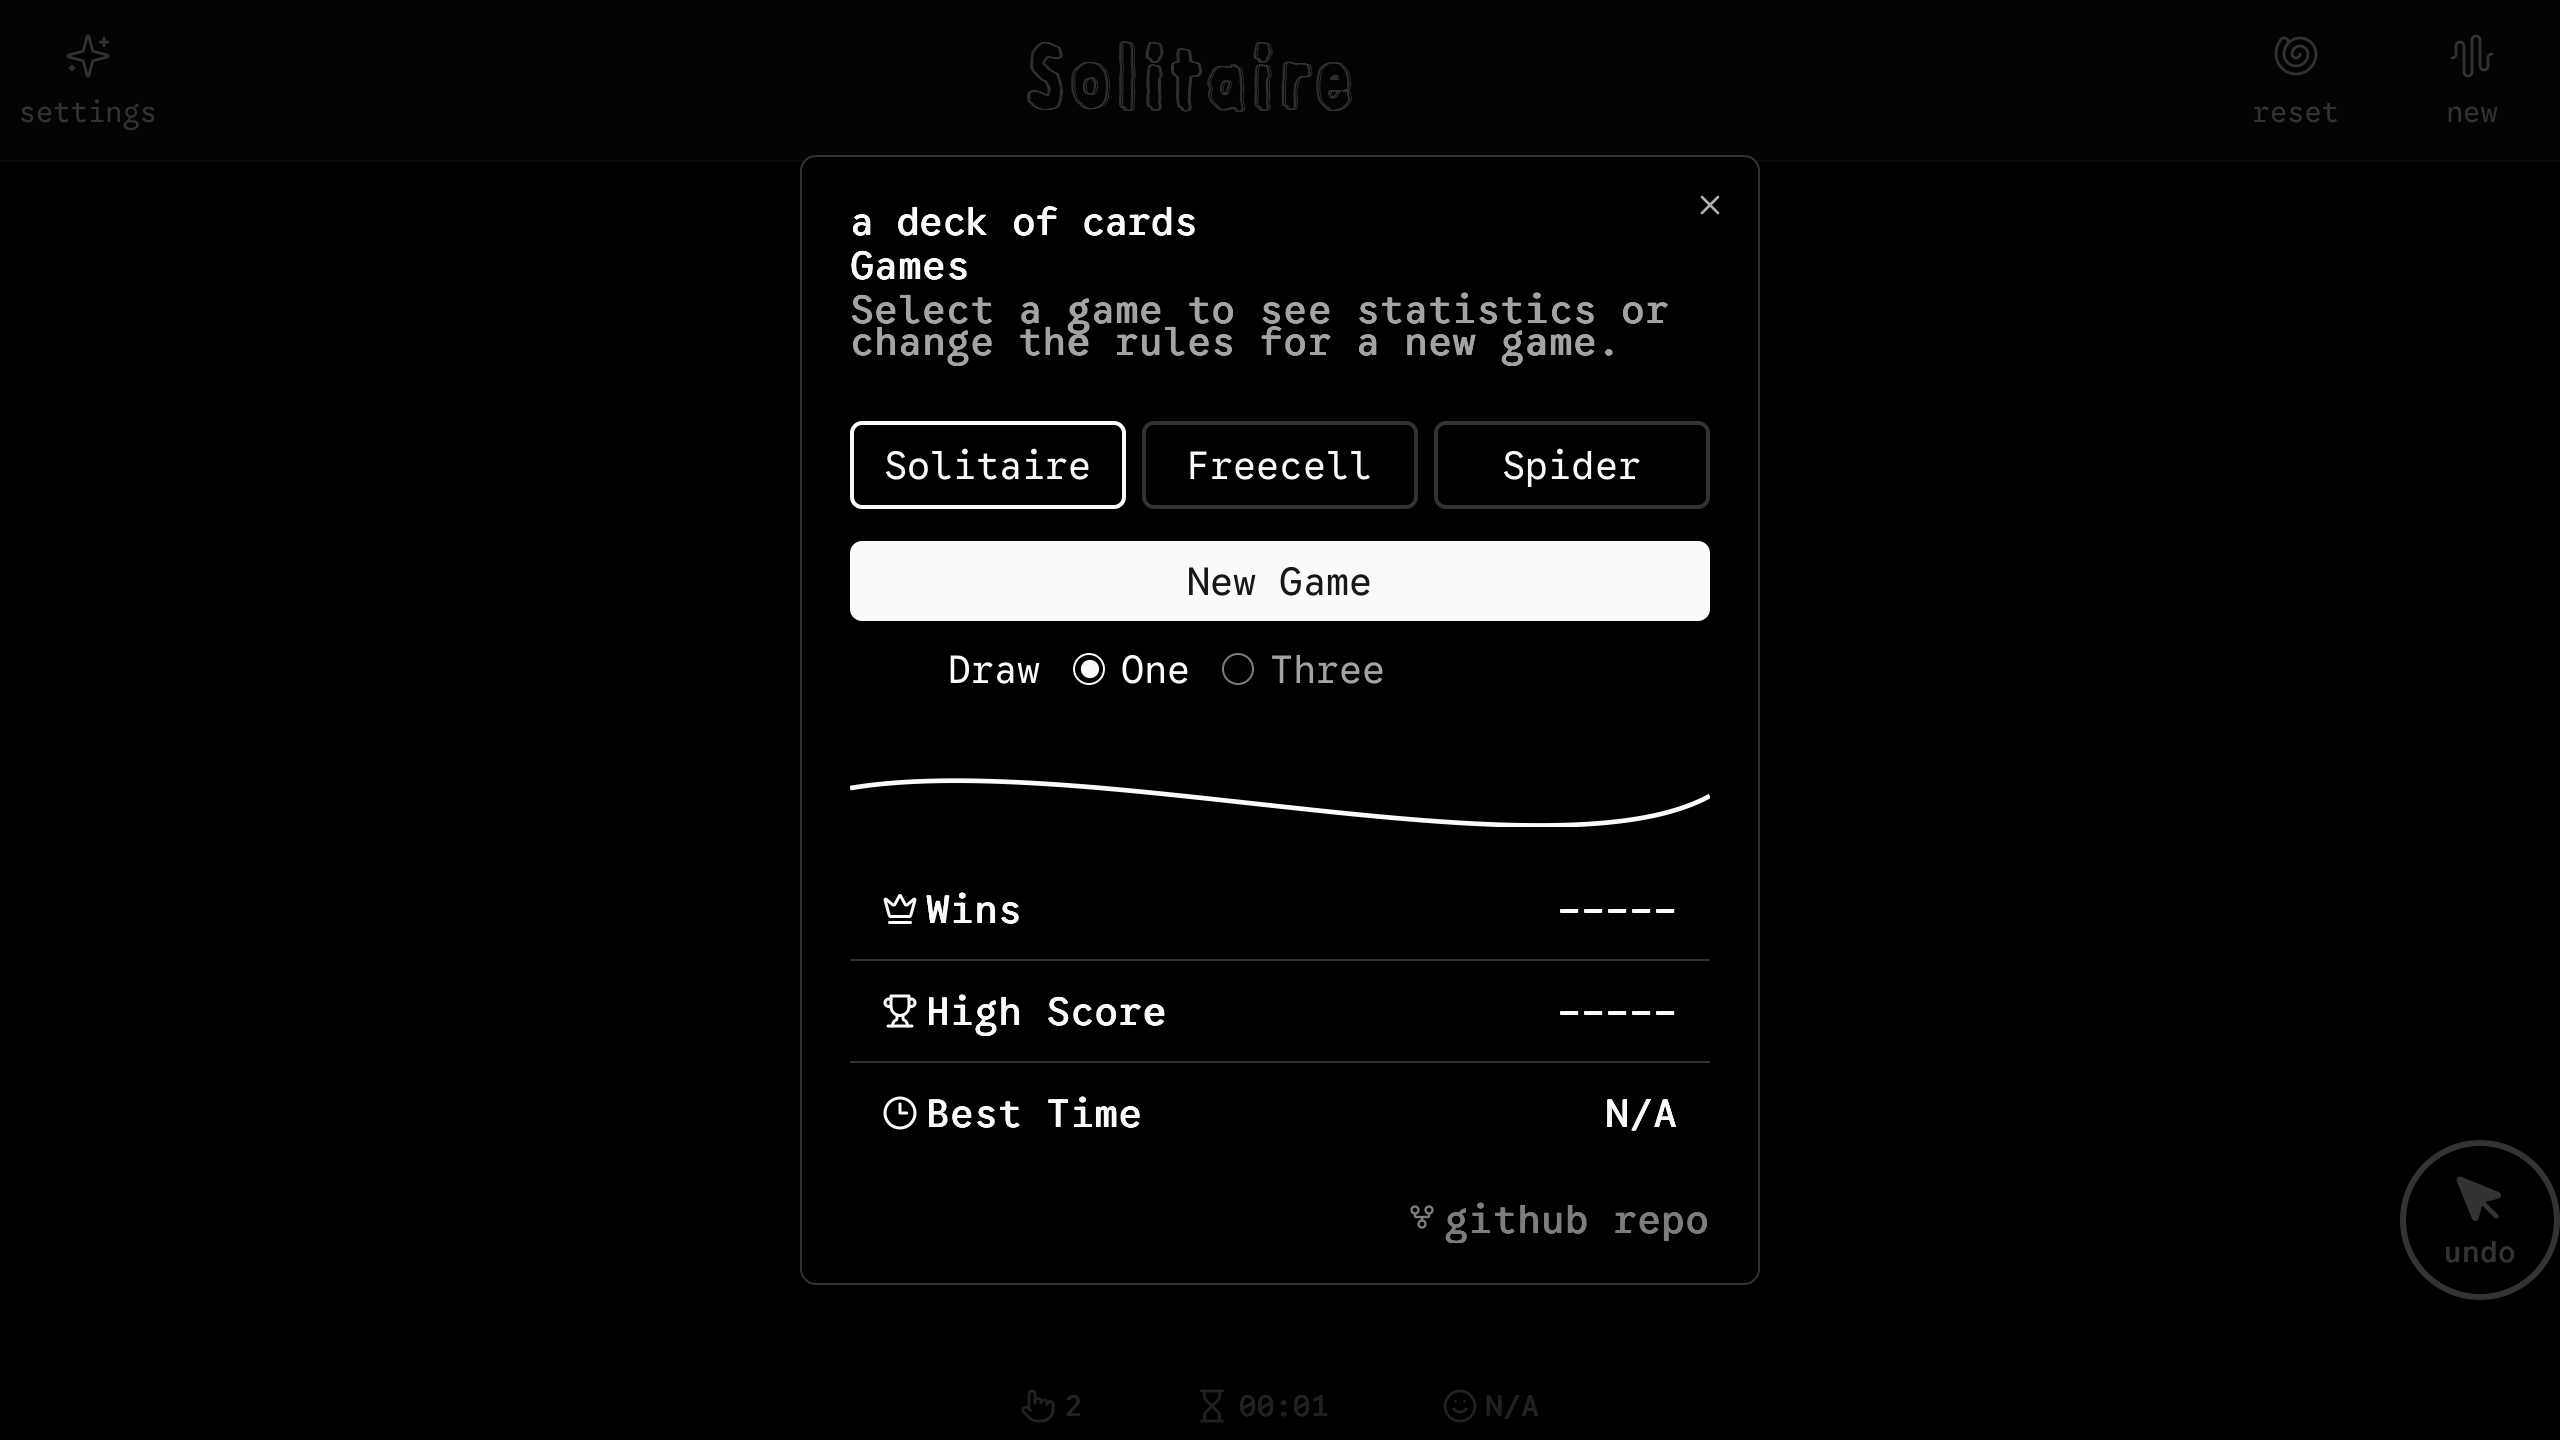 settings
Solitaire
reset
new
a deck of cards
Games
Select a game to see statistics or
change the rules for a new game.
Solitaire
Freecell
Spider
New Game
Draw One Three
Wins -----
High Score -----
Best Time N/A
github repo
undo
2 00:01 N/A